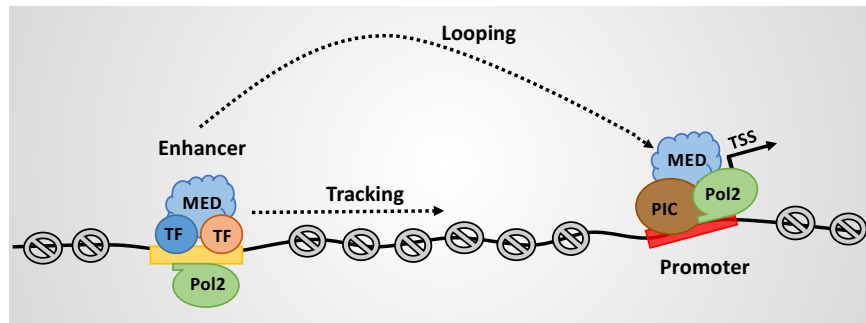 Looping
Enhancer
MED
TF
TF
Pol2
Tracking
TSS
MED
PIC
Pol2
Promoter